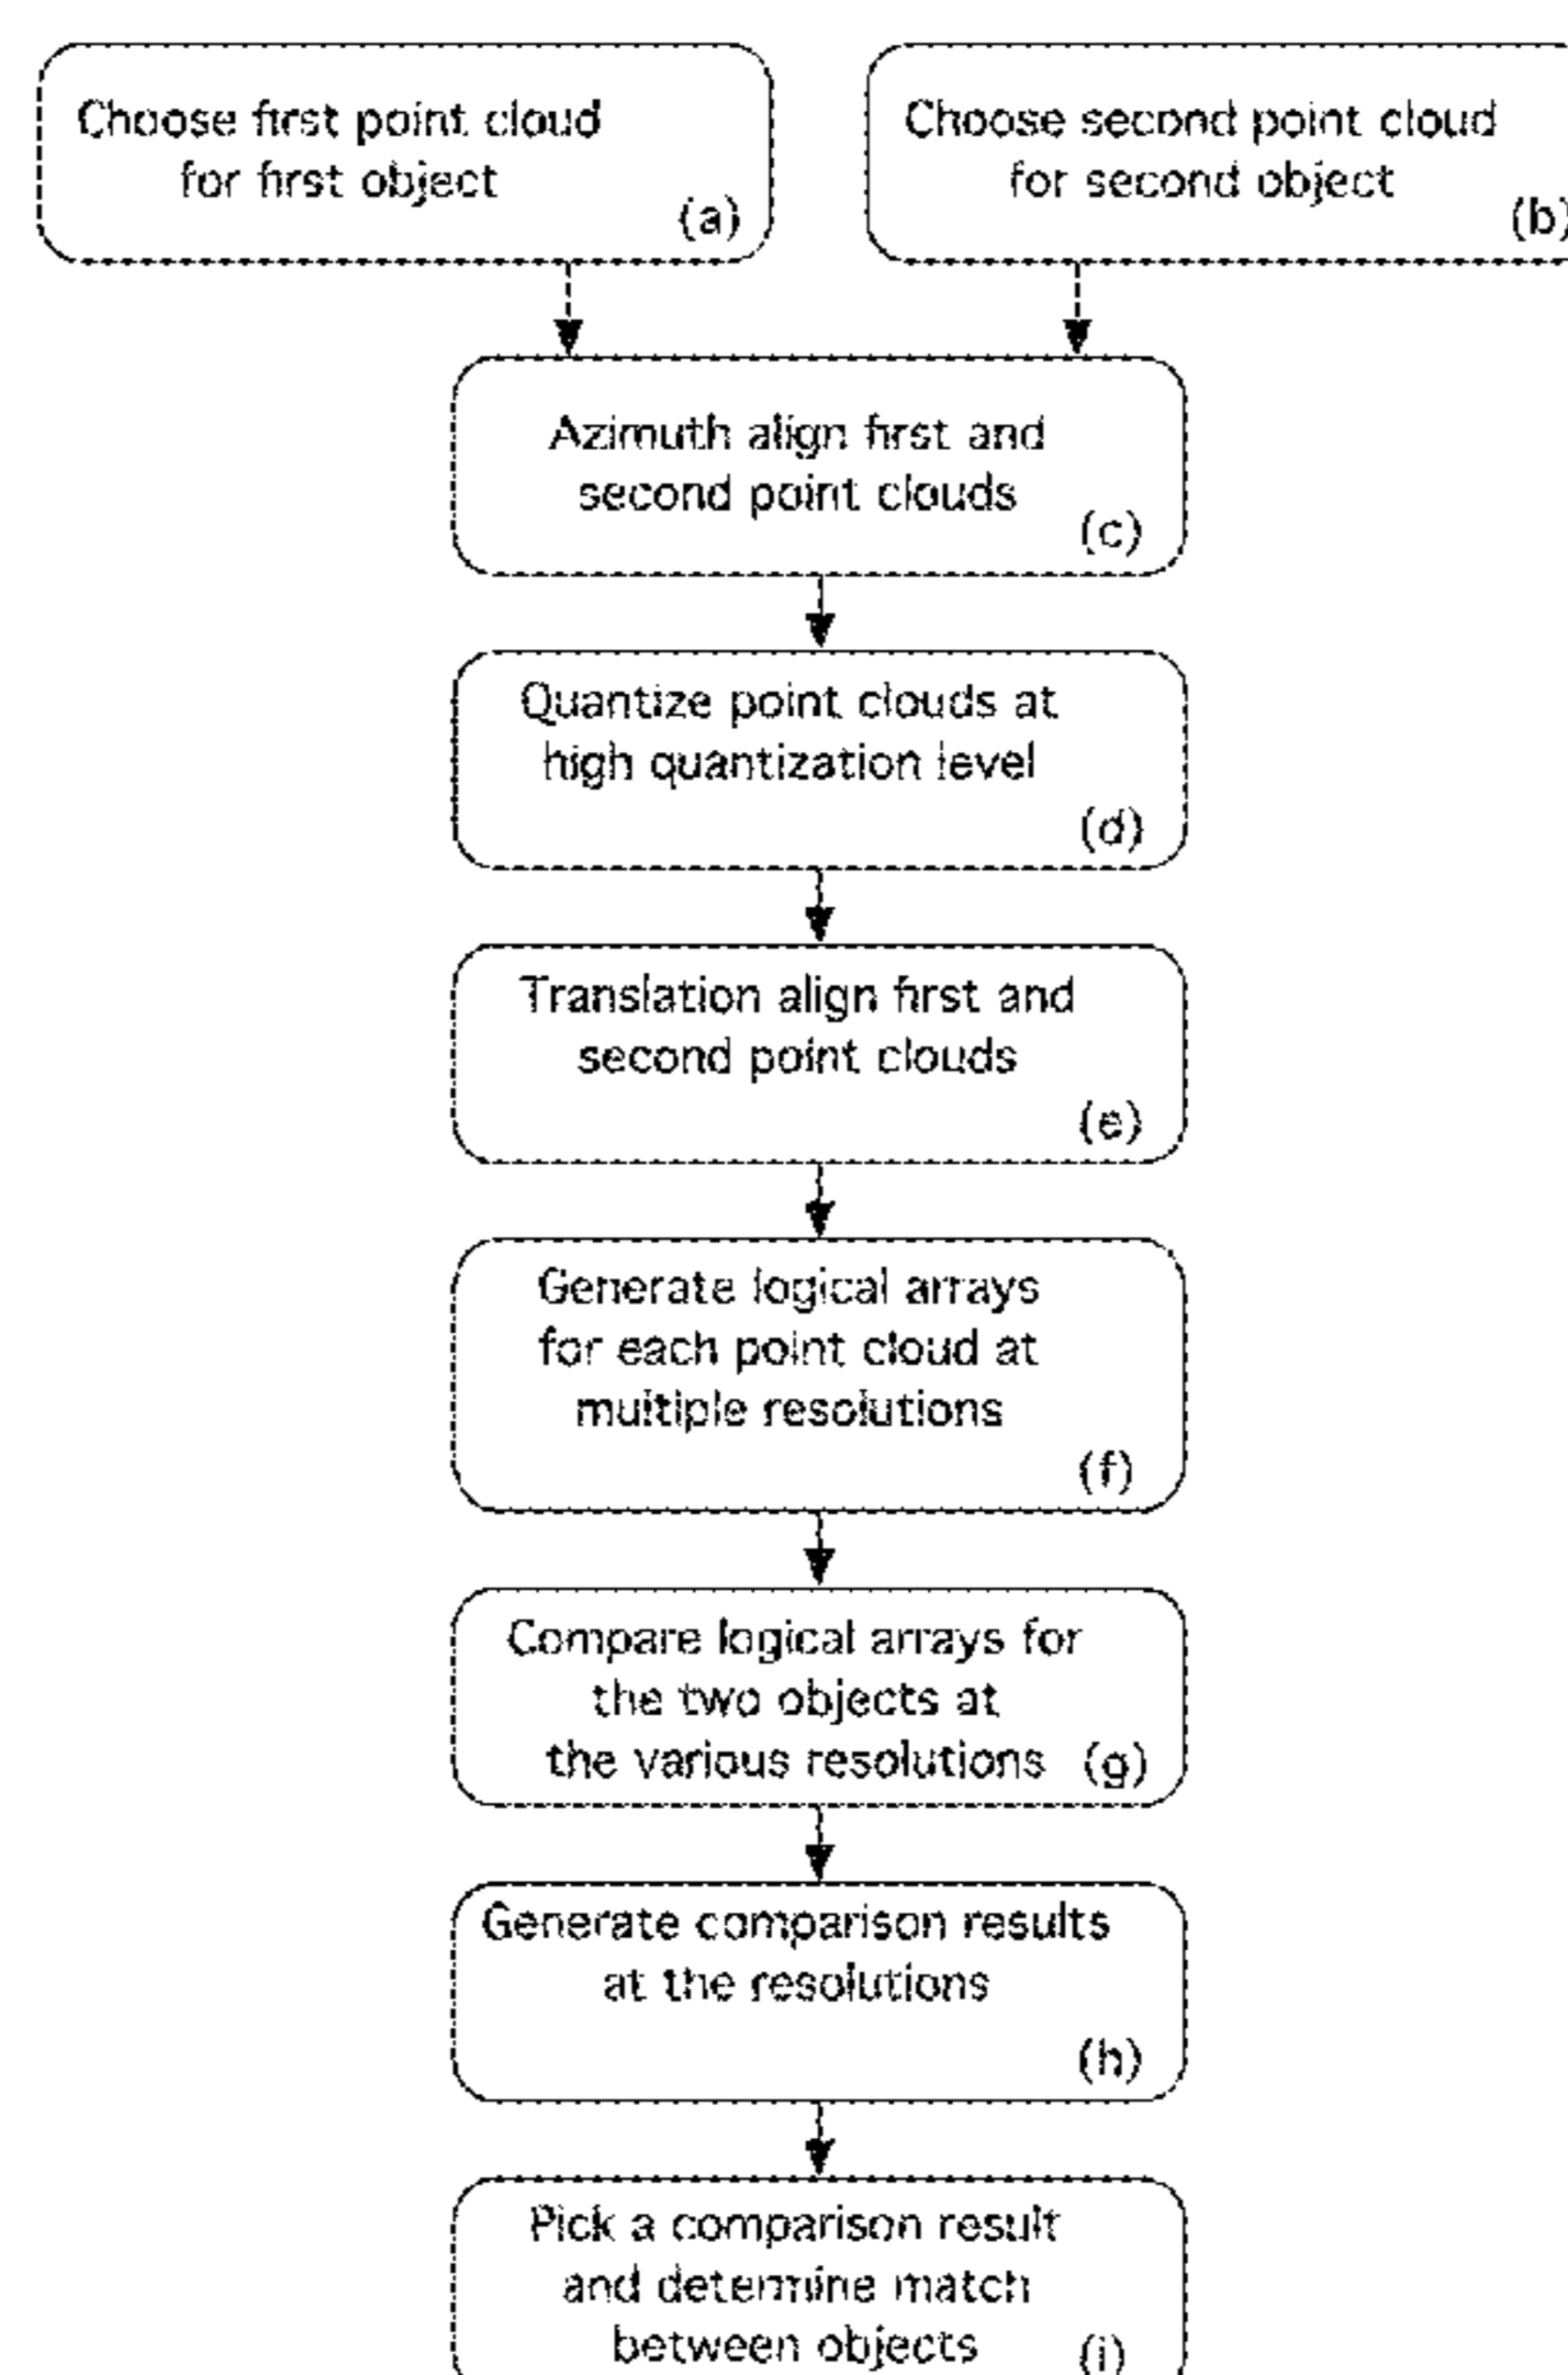 Choose first point cloud
for first object
(a)
Choose second point cloud
for second object
(b)
Azimuth align first and
second point clouds
(c)
Quantize point clouds at
high quantization level
(d)
Translation align first and
second point clouds
(e)
Generate logical arrays
for each point cloud at
multiple resolutions
(f)
Compare logical arrays for
the two objects at
the various resolutions (g)
Generate comparison results
at the resolutions
(h)
Pick a comparison result
and determine match
between objects (i)